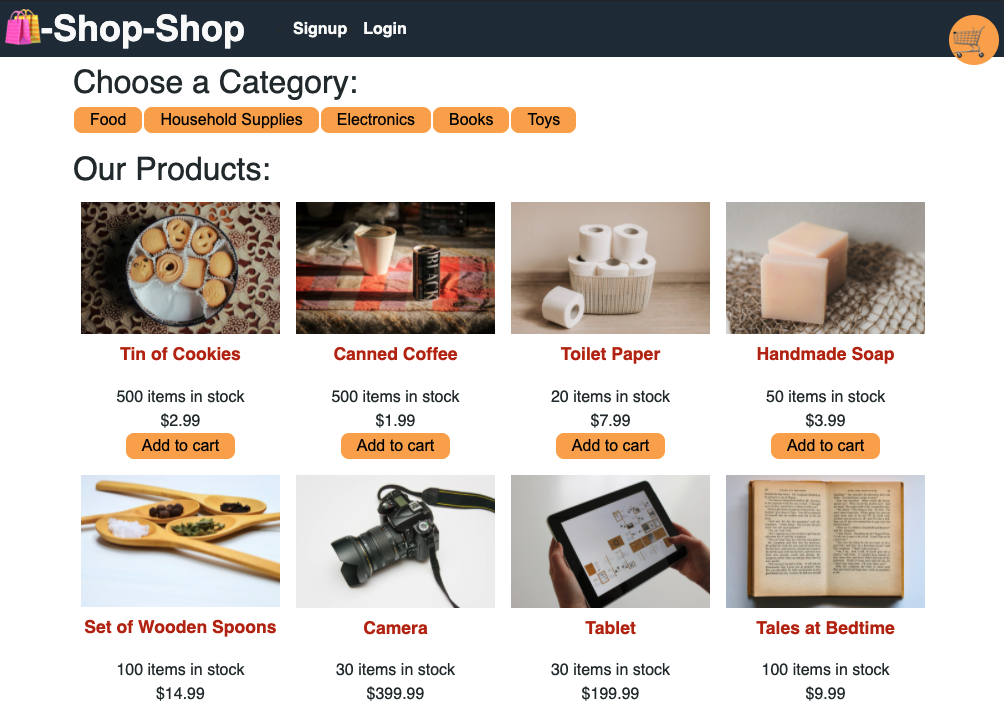 -Shop-Shop
Signup Login
Choose a Category:
Food Household Supplies Electronics Books Toys
Our Products:
BLACK
Tin of Cookies Canned Coffee Toilet Paper Handmade Soap
500 items in stock 500 items in stock 20 items in stock 50 items in stock
$2.99 $1.99 $7.99 $3.99
Add to cart Add to cart Add to cart Add to cart
Set of Wooden Spoons Camera Tablet Tales at Bedtime
100 items in stock 30 items in stock 30 items in stock 100 items in stock
$14.99 $399.99 $199.99 $9.99